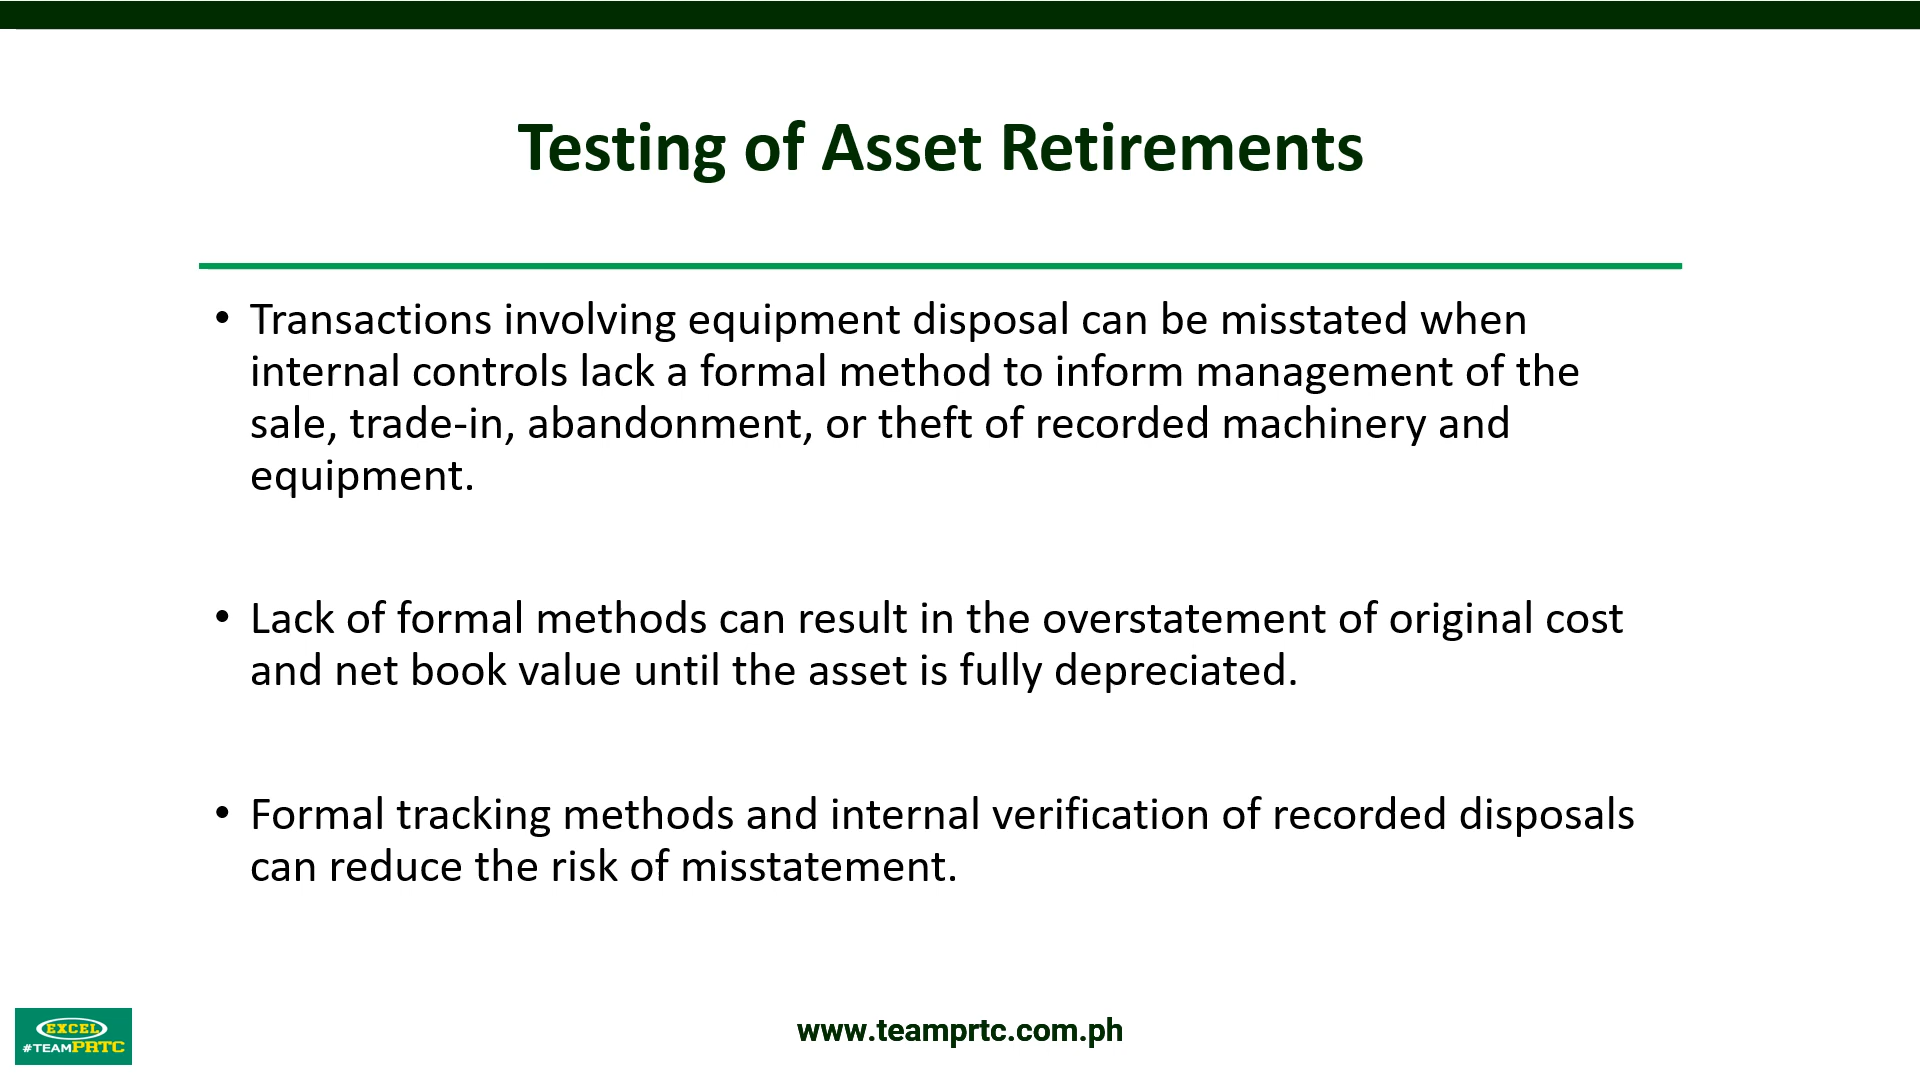 Testing of Asset Retirements
• Transactions involving equipment disposal can be misstated when
internal controls lack a formal method to inform management of the
sale, trade-in, abandonment, or theft of recorded machinery and
equipment.
• Lack of formal methods can result in the overstatement of original cost
and net book value until the asset is fully depreciated.
• Formal tracking methods and internal verification of recorded disposals
can reduce the risk of misstatement.
EXCEL
#TEAMPRTC
www.teamprtc.com.ph